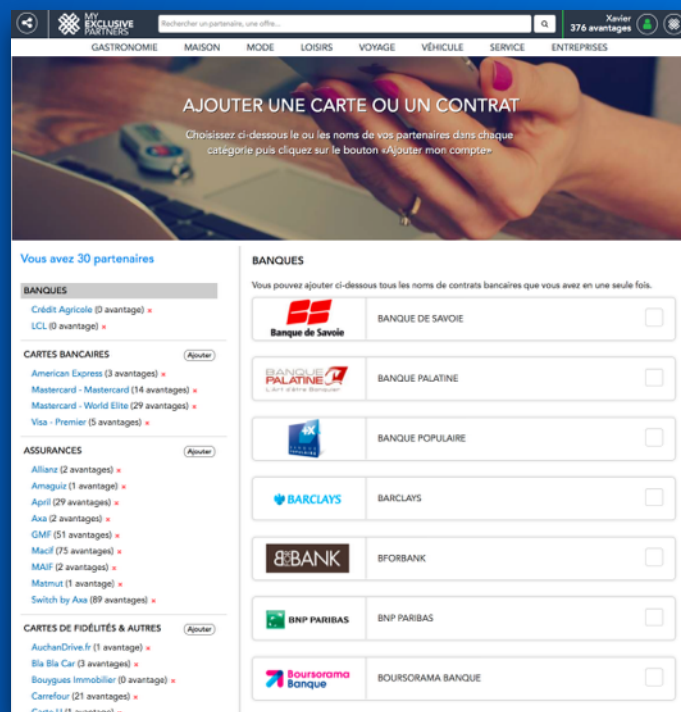 MY
EXCLUSIVE
PARTNERS
Rechercher un partenaire, une offre...
Xavier
376 avantages
GASTRONOMIE MAISON MODE LOISIRS VOYAGE VÉHICULE SERVICE ENTREPRISES
AJOUTER UNE CARTE OU UN CONTRAT
Choisissez ci-dessous le ou les noms de vos partenaires dans chaque
catégorie puis cliquez sur le bouton «Ajouter mon compte»
Vous avez 30 partenaires
BANQUES
Crédit Agricole (0 avantage) ×
LCL (0 avantage) ×
CARTES BANCAIRES Ajouter
American Express (3 avantages) ×
Mastercard - Mastercard (14 avantages) ×
Mastercard - World Elite (29 avantages) ×
Visa - Premier (5 avantages) ×
ASSURANCES Ajouter
Allianz (2 avantages) ×
Amaguiz (1 avantage) ×
April (29 avantages) ×
Axa (2 avantages) ×
GMF (51 avantages) ×
Macif (75 avantages) ×
MAIF (2 avantages) ×
Matmut (1 avantage) ×
Switch by Axa (89 avantages) ×
CARTES DE FIDÉLITÉS & AUTRES Ajouter
AuchanDrive.fr (1 avantage) ×
Bla Bla Car (3 avantages) ×
Bouygues Immobilier (0 avantage) ×
Carrefour (21 avantages) ×
Carte U (1 avantage) ×
BANQUES
Vous pouvez ajouter ci-dessous tous les noms de contrats bancaires que vous avez en une seule fois.
Banque de Savoie
BANQUE DE SAVOIE
BANQUE
PALATINE
L'Art d'être Banquier
BANQUE PALATINE
BANQUE
POPULAIRE
BANQUE POPULAIRE
BARCLAYS
BARCLAYS
BFORBANK
BFORBANK
BNP PARIBAS
BNP PARIBAS
Boursorama
Banque
BOURSORAMA BANQUE